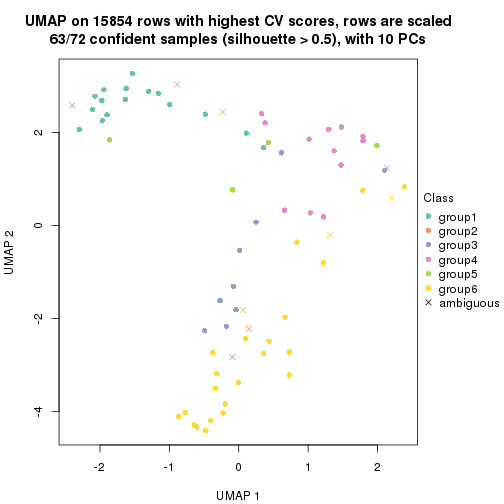 UMAP on 15854 rows with highest CV scores, rows are scaled
63/72 confident samples (silhouette > 0.5), with 10 PCs
UMAP 2
2
0
-2
-4
-2
-1
0
1
2
UMAP 1
Class
group1
group2
group3
group4
group5
group6
ambiguous